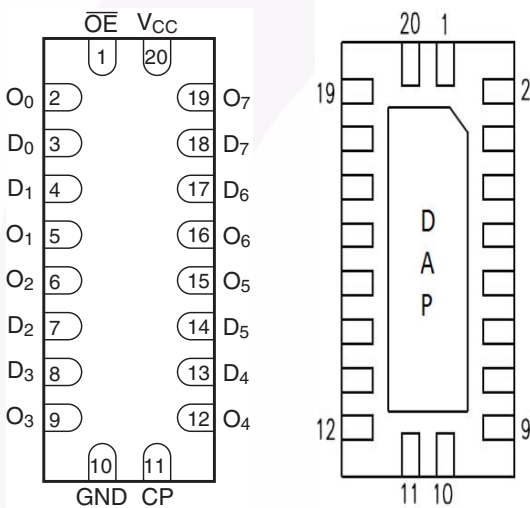 OE VCC 20 1
1 20
O0 2 19 O7 19 2
D0 3 18 D7
D1 4 17 D6
O1 5 16 O6 D
O2 6 15 O5 A
D2 7 14 D5 P
D3 8 13 D4
O3 9 12 O4 12 9
10 11
GND CP 11 10